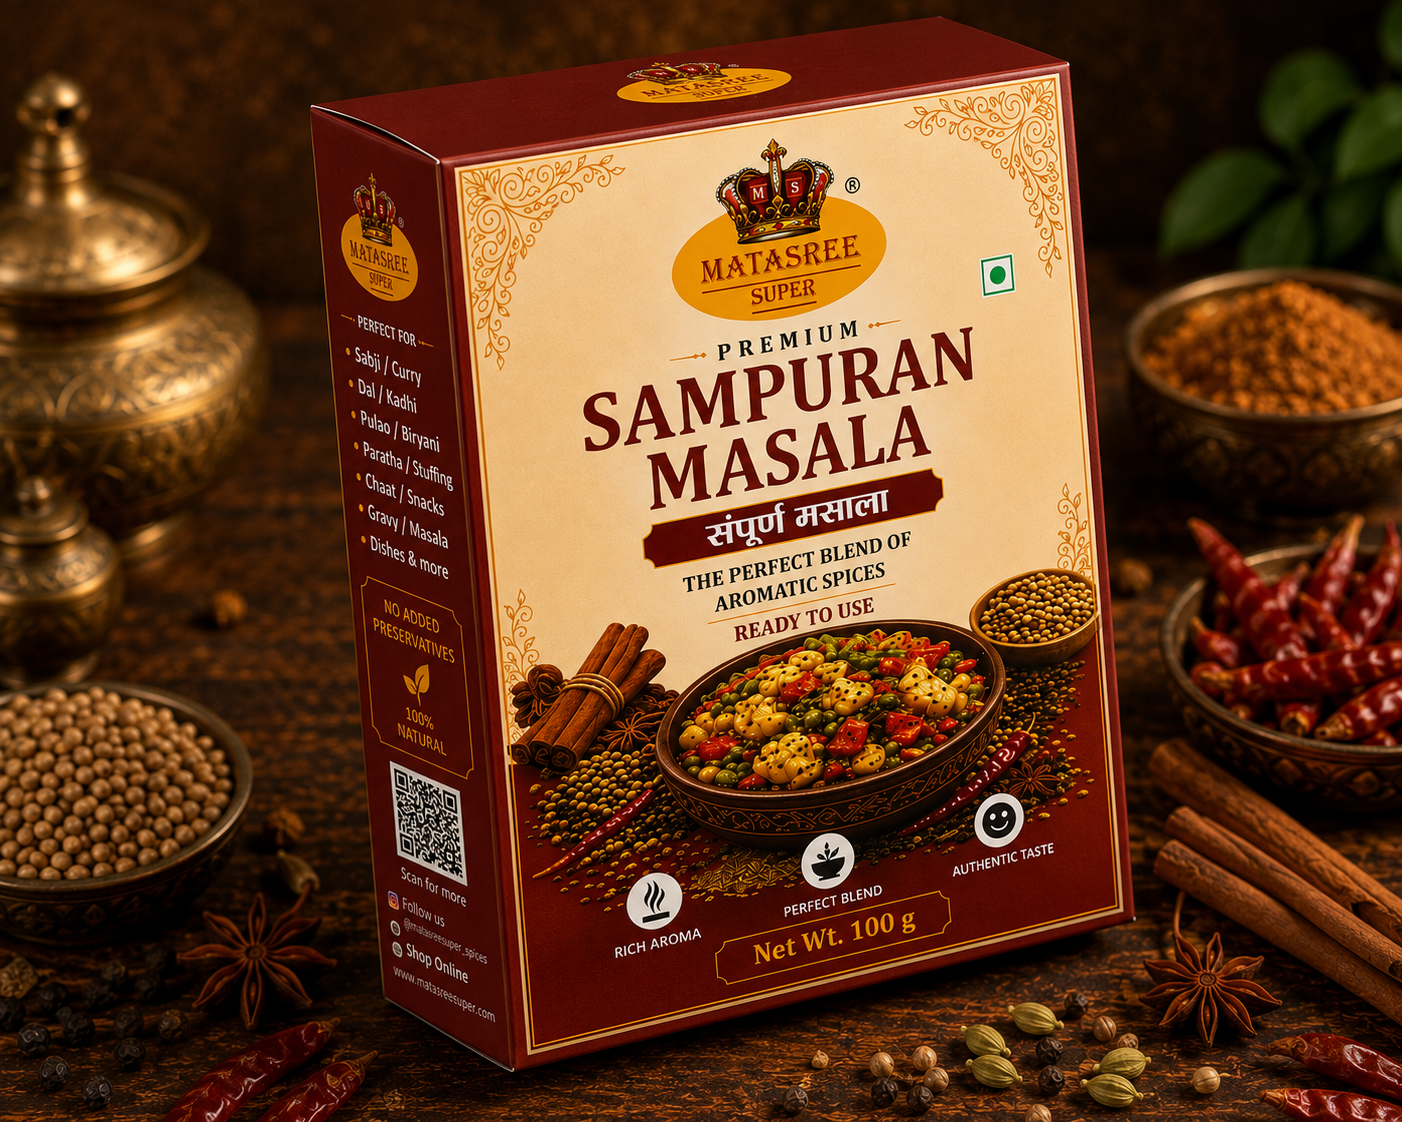 MATASREE
SUPER
M S ®
MATASREE
SUPER
PREMIUM
SAMPURAN
MASALA
संपूर्ण मसाला
THE PERFECT BLEND OF
AROMATIC SPICES
READY TO USE
RICH AROMA
PERFECT BLEND
AUTHENTIC TASTE
Net Wt. 100 g
M S ®
MATASREE
SUPER
PERFECT FOR
• Sabji / Curry
• Dal / Kadhi
• Pulao / Biryani
• Paratha / Stuffing
• Chaat / Snacks
• Gravy / Masala
• Dishes & more
NO ADDED
PRESERVATIVES
100%
NATURAL
Scan for more
Follow us
@matasreesuper_spices
Shop Online
www.matasreesuper.com